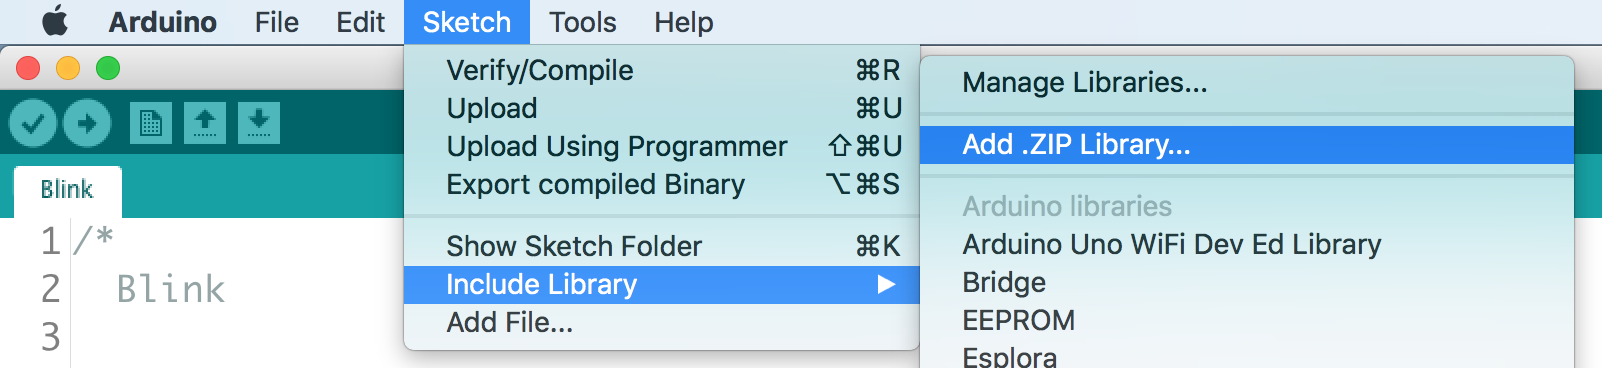 Arduino File Edit Sketch Tools Help
Verify/Compile ⌘R
Upload ⌘U
Upload Using Programmer ⇧⌘U
Export compiled Binary ⌥⌘S
Show Sketch Folder ⌘K
Include Library ▶
Add File...
Manage Libraries...
Add .ZIP Library...
Arduino libraries
Arduino Uno WiFi Dev Ed Library
Bridge
EEPROM
Esplora
Blink
1 /*
2 Blink
3